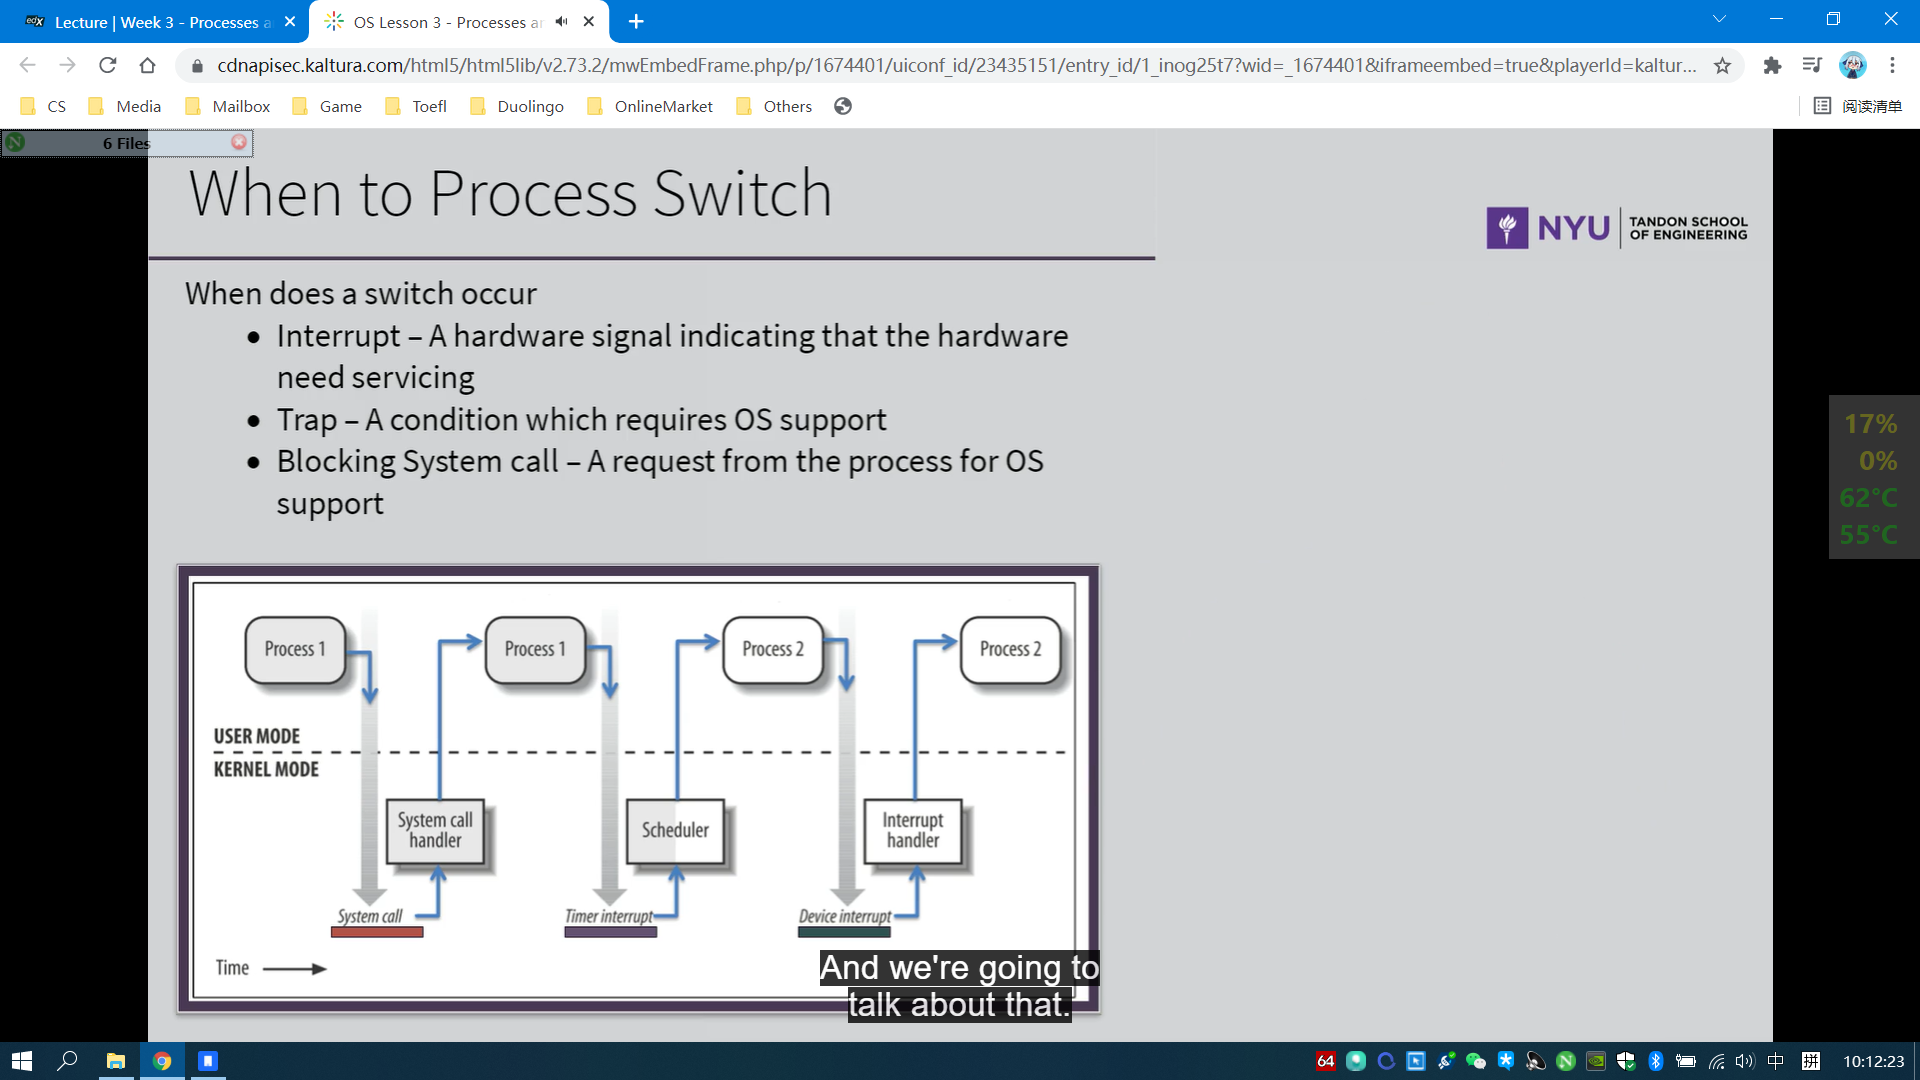 Lecture | Week 3 - Processes a
OS Lesson 3 - Processes a
cdnapisec.kaltura.com/html5/html5lib/v2.73.2/mwEmbedFrame.php/p/1674401/uiconf_id/23435151/entry_id/1_inog25t7?wid=_1674401&iframeembed=true&playerId=kaltur...
CS Media Mailbox Game Toefl Duolingo OnlineMarket Others 阅读清单
6 Files
When to Process Switch
NYU TANDON SCHOOL
OF ENGINEERING
When does a switch occur
• Interrupt – A hardware signal indicating that the hardware
need servicing
• Trap – A condition which requires OS support
• Blocking System call – A request from the process for OS
support
17%
0%
62°C
55°C
Process 1 Process 1 Process 2 Process 2
USER MODE
KERNEL MODE
System call
handler
Scheduler
Interrupt
handler
System call Timer interrupt Device interrupt
Time
And we're going to
talk about that.
64 中 拼 10:12:23